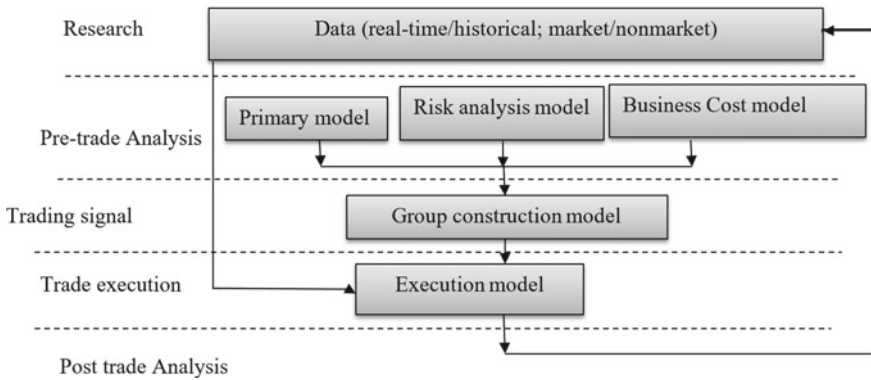 Research
Data (real-time/historical; market/nonmarket)
Pre-trade Analysis
Primary model
Risk analysis model
Business Cost model
Trading signal
Group construction model
Trade execution
Execution model
Post trade Analysis